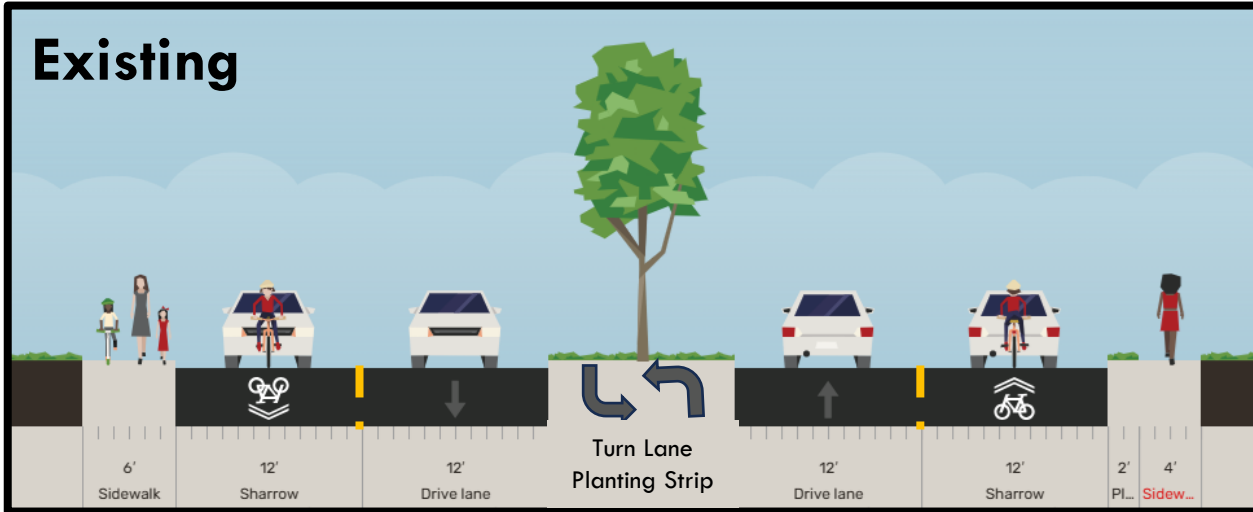 Existing
6'
Sidewalk
12'
Sharrow
12'
Drive lane
Turn Lane
Planting Strip
12'
Drive lane
12'
Sharrow
2'
Pl...
4'
Sidew...